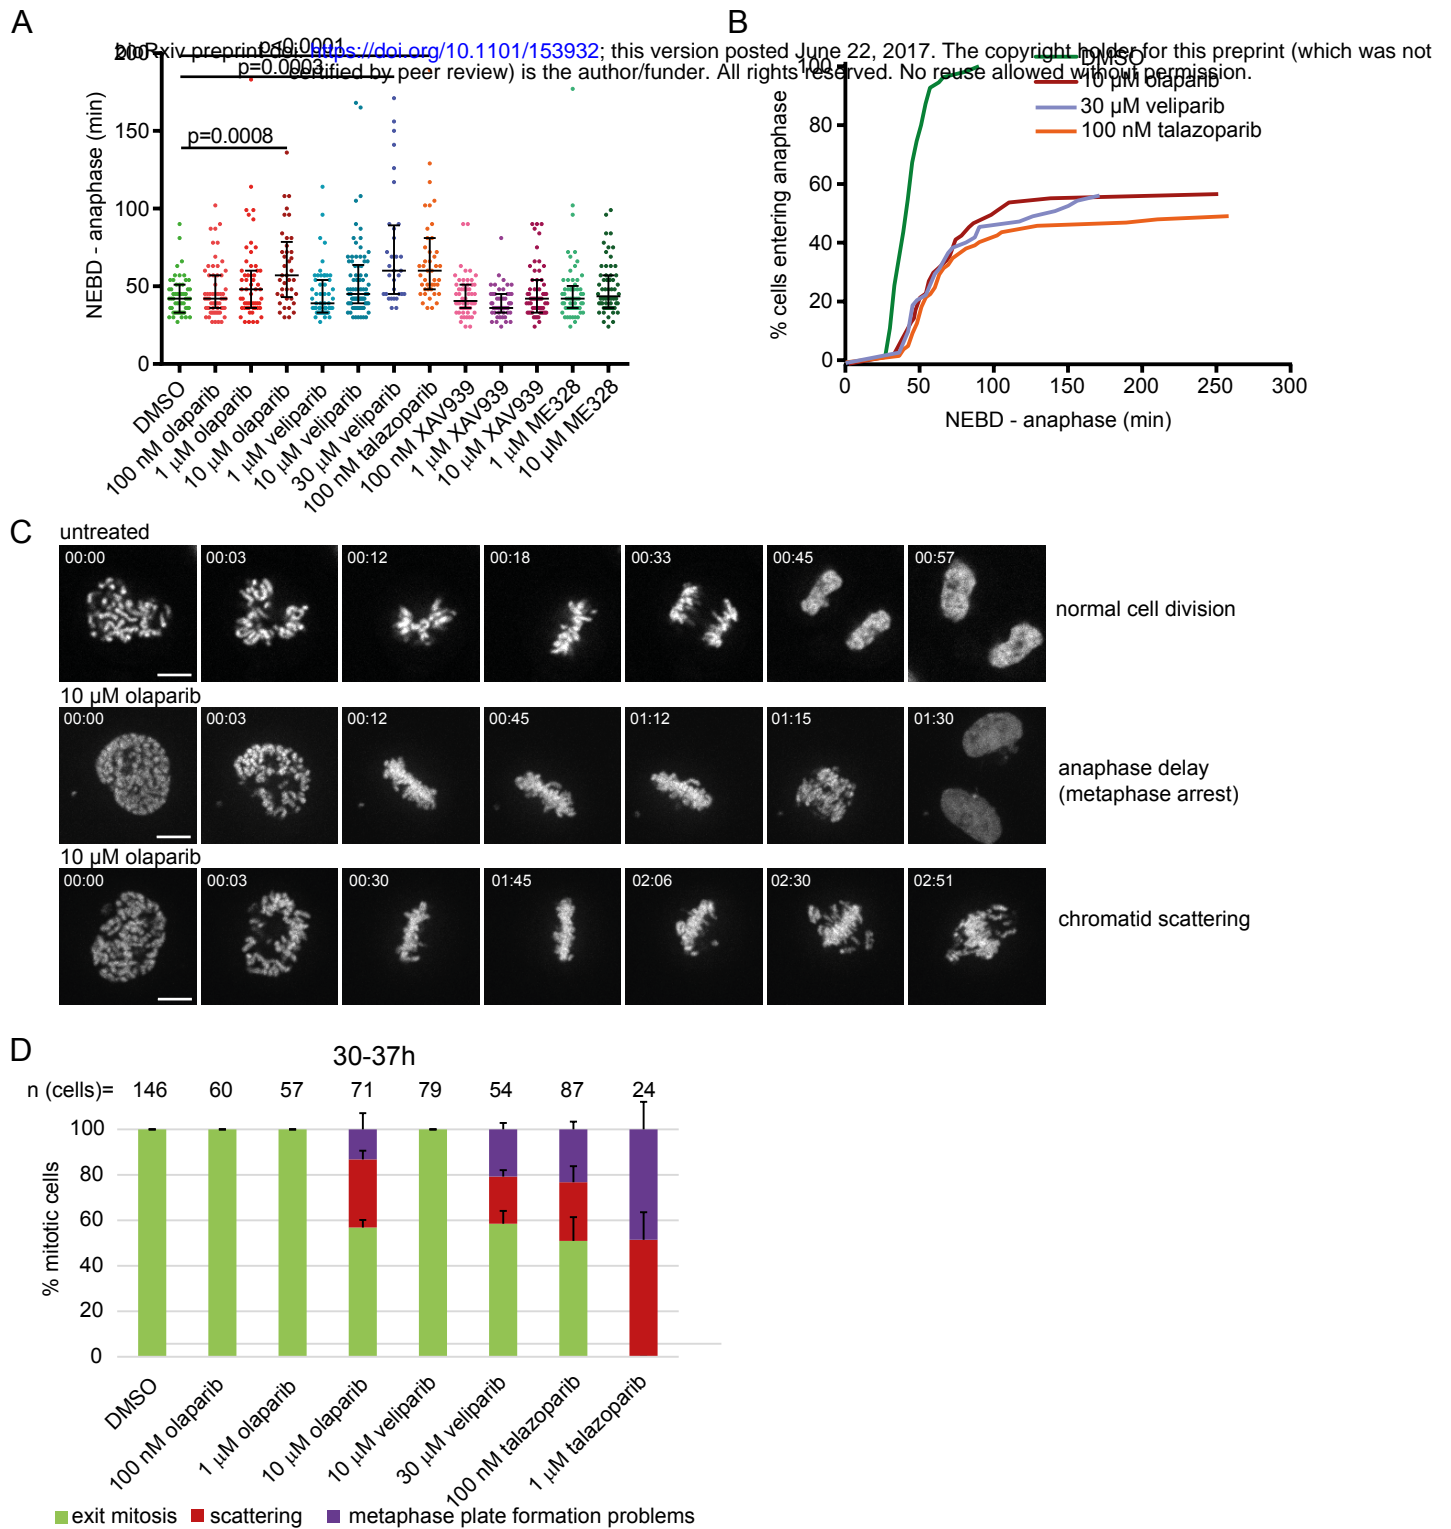 A
B
bioRxiv preprint doi: https://doi.org/10.1101/153932; this version posted June 22, 2017. The copyright holder for this preprint (which was not
certified by peer review) is the author/funder. All rights reserved. No reuse allowed without permission.
p<0.0001
p=0.0003
p=0.0008
NEBD - anaphase (min)
200
150
100
50
0
DMSO
100 nM olaparib
1 µM olaparib
10 µM olaparib
1 µM veliparib
10 µM veliparib
30 µM veliparib
100 nM talazoparib
100 nM XAV939
1 µM XAV939
10 µM XAV939
1 µM ME328
10 µM ME328
% cells entering anaphase
100
80
60
40
20
0
DMSO
10 µM olaparib
30 µM veliparib
100 nM talazoparib
0 50 100 150 200 250 300
NEBD - anaphase (min)
C
untreated
00:00 00:03 00:12 00:18 00:33 00:45 00:57
normal cell division
10 µM olaparib
00:00 00:03 00:12 00:45 01:12 01:15 01:30
anaphase delay
(metaphase arrest)
10 µM olaparib
00:00 00:03 00:30 01:45 02:06 02:30 02:51
chromatid scattering
D
30-37h
n (cells)= 146 60 57 71 79 54 87 24
% mitotic cells
100
80
60
40
20
0
DMSO
100 nM olaparib
1 µM olaparib
10 µM olaparib
10 µM veliparib
30 µM veliparib
100 nM talazoparib
1 µM talazoparib
exit mitosis scattering metaphase plate formation problems